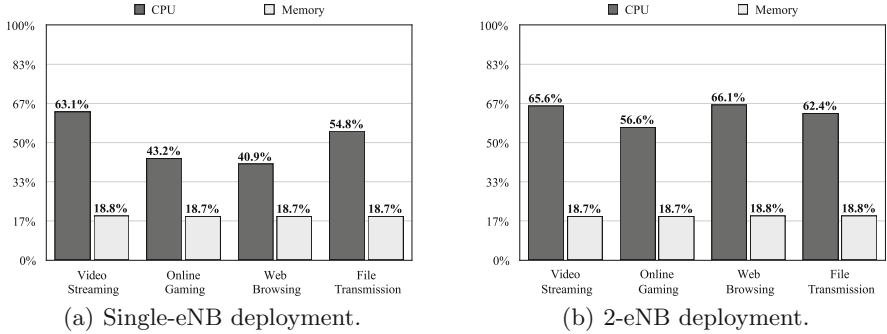 CPU Memory
100%
83%
67%
50%
33%
17%
0%
63.1%
18.8%
43.2%
18.7%
40.9%
18.7%
54.8%
18.7%
Video Streaming
Online Gaming
Web Browsing
File Transmission
(a) Single-eNB deployment.
CPU Memory
100%
83%
67%
50%
33%
17%
0%
65.6%
18.7%
56.6%
18.7%
66.1%
18.8%
62.4%
18.8%
Video Streaming
Online Gaming
Web Browsing
File Transmission
(b) 2-eNB deployment.